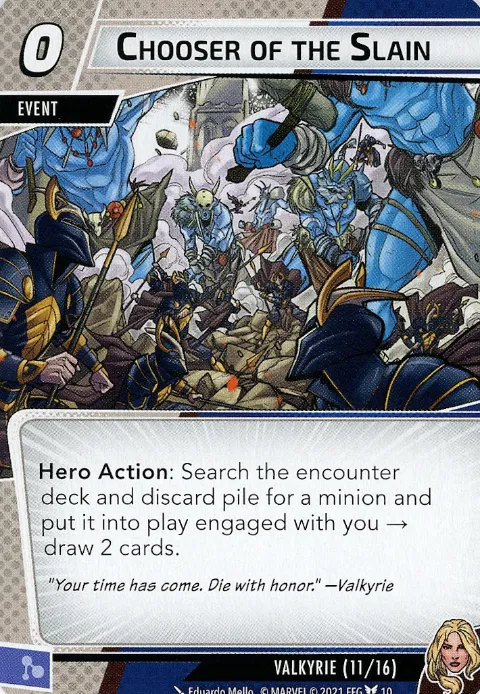 0
CHOOSER OF THE SLAIN
EVENT
Hero Action: Search the encounter
deck and discard pile for a minion and
put it into play engaged with you →
draw 2 cards.
"Your time has come. Die with honor." —Valkyrie
VALKYRIE (11/16)
Eduardo Mello © MARVEL © 2021 FFG 10